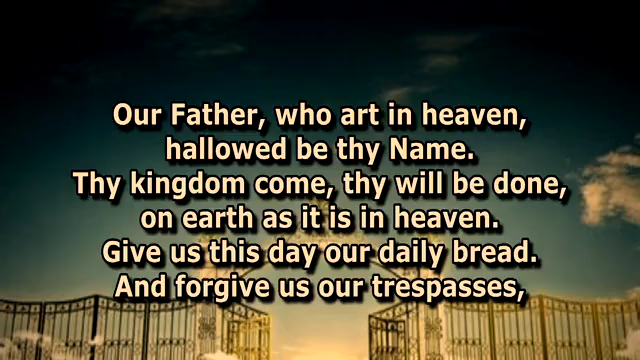 Our Father, who art in heaven,
hallowed be thy Name.
Thy kingdom come, thy will be done,
on earth as it is in heaven.
Give us this day our daily bread.
And forgive us our trespasses,